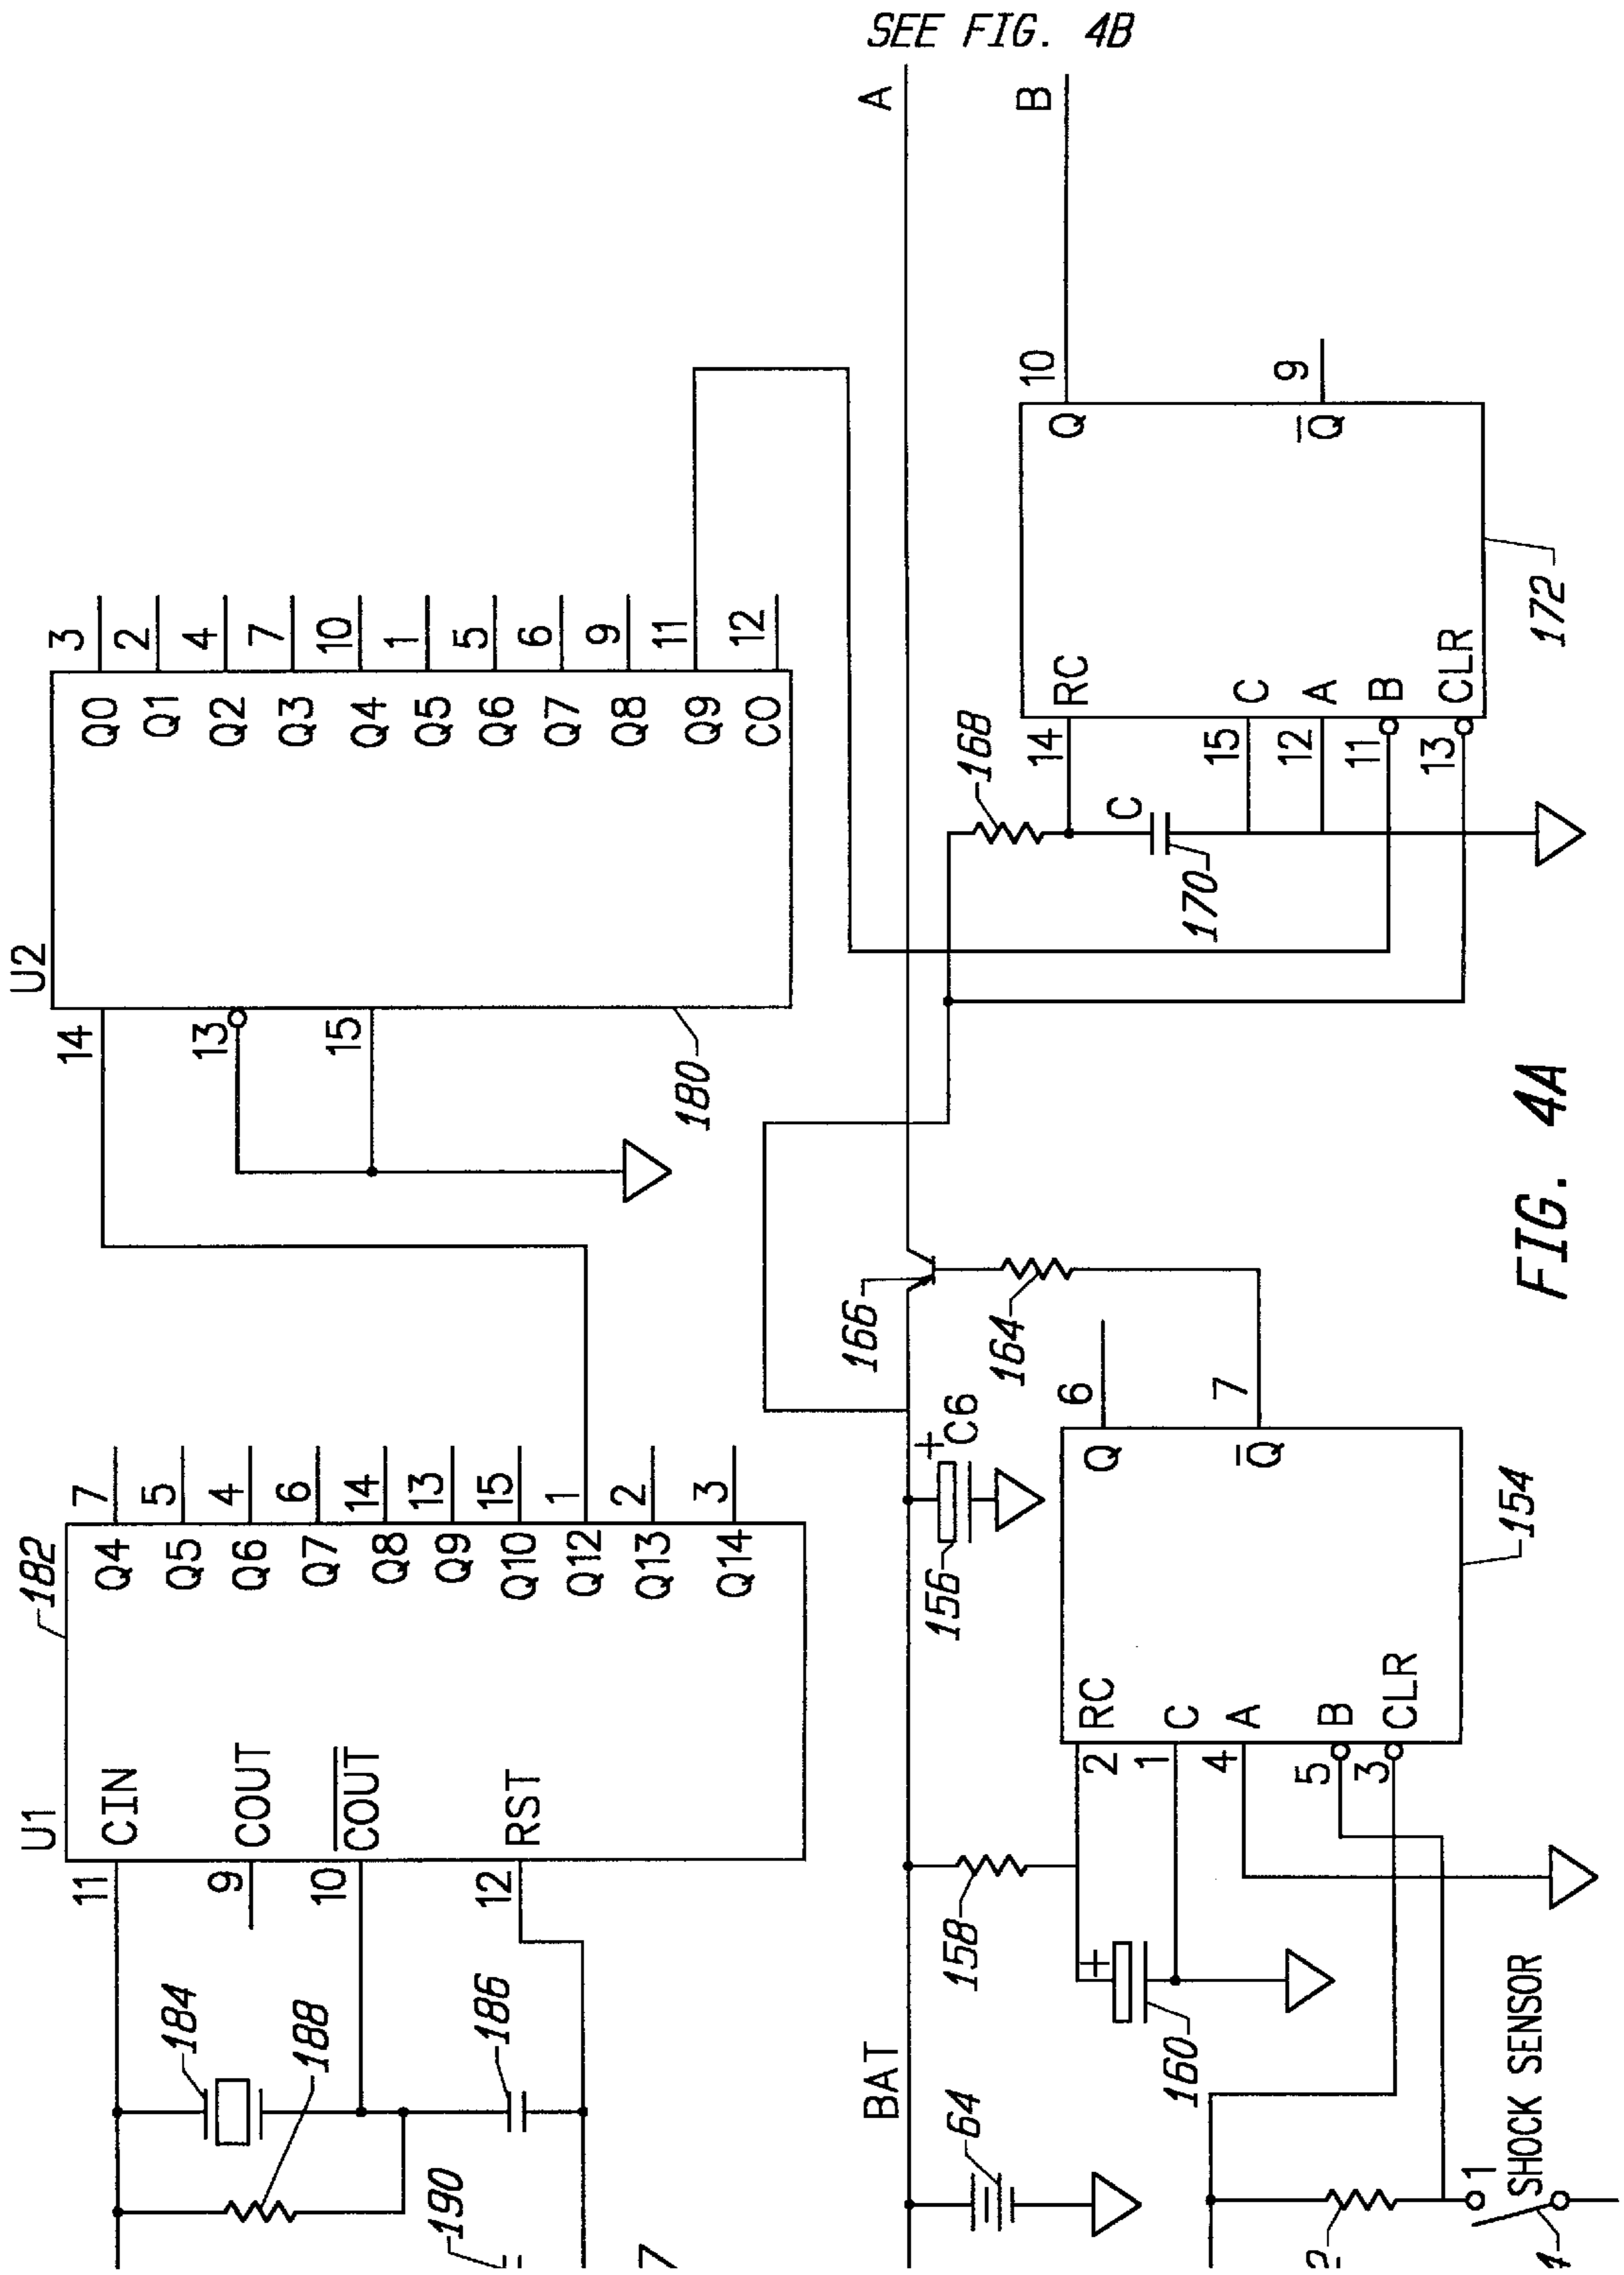 SEE FIG. 4B
A
B
U2
14
13
15
Q0
Q1
Q2
Q3
Q4
Q5
Q6
Q7
Q8
Q9
CO
3
2
4
7
10
1
5
6
9
11
12
180
U1
182
CIN
COUT
COUT
RST
11
9
10
12
Q4
Q5
Q6
Q7
Q8
Q9
Q10
Q12
Q13
Q14
7
5
4
6
14
13
15
1
2
3
184
188
186
190
7
BAT
64
158
160
156
+
C6
+
166
164
RC
C
A
B
CLR
2
1
4
5
3
Q
Q
6
7
154
168
C
170
RC
C
A
B
CLR
14
15
12
11
13
Q
Q
10
9
172
1
SHOCK SENSOR
2
4
FIG. 4A